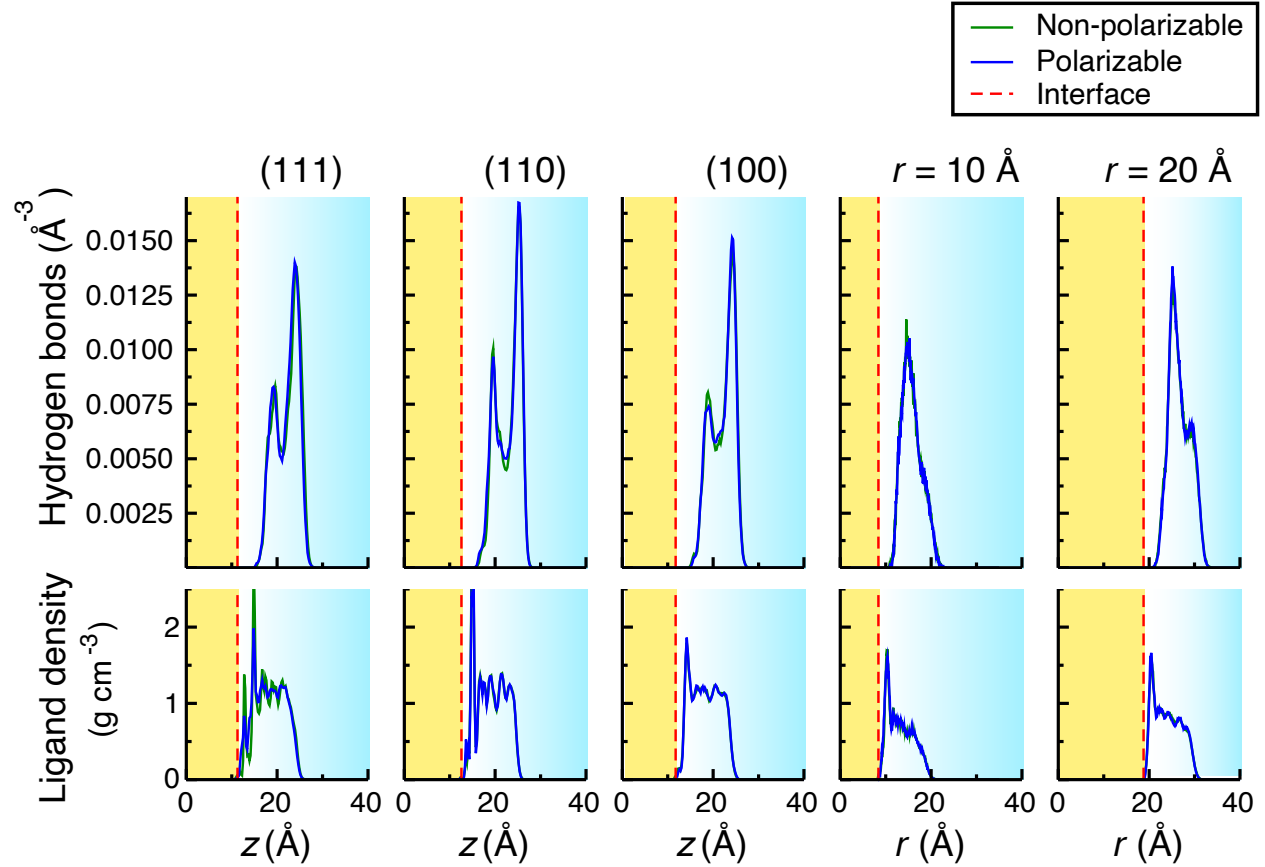 Non-polarizable
Polarizable
Interface
(111) (110) (100) r = 10 Å r = 20 Å
Hydrogen bonds (Å-3)
0.0150
0.0125
0.0100
0.0075
0.0050
0.0025
Ligand density
(g cm-3)
2
1
0
0 20 40 0 20 40 0 20 40 0 20 40 0 20 40
z (Å) z (Å) z (Å) r (Å) r (Å)